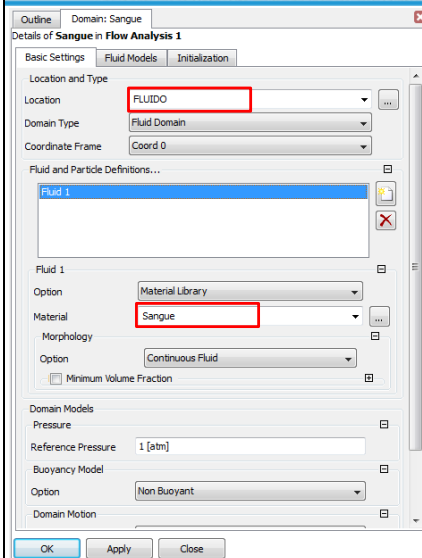 Outline Domain: Sangue
Details of Sangue in Flow Analysis 1
Basic Settings Fluid Models Initialization
Location and Type
Location FLUIDO ...
Domain Type Fluid Domain
Coordinate Frame Coord 0
Fluid and Particle Definitions...
Fluid 1
Fluid 1
Option Material Library
Material Sangue ...
Morphology
Option Continuous Fluid
Minimum Volume Fraction
Domain Models
Pressure
Reference Pressure 1 [atm]
Buoyancy Model
Option Non Buoyant
Domain Motion
OK Apply Close